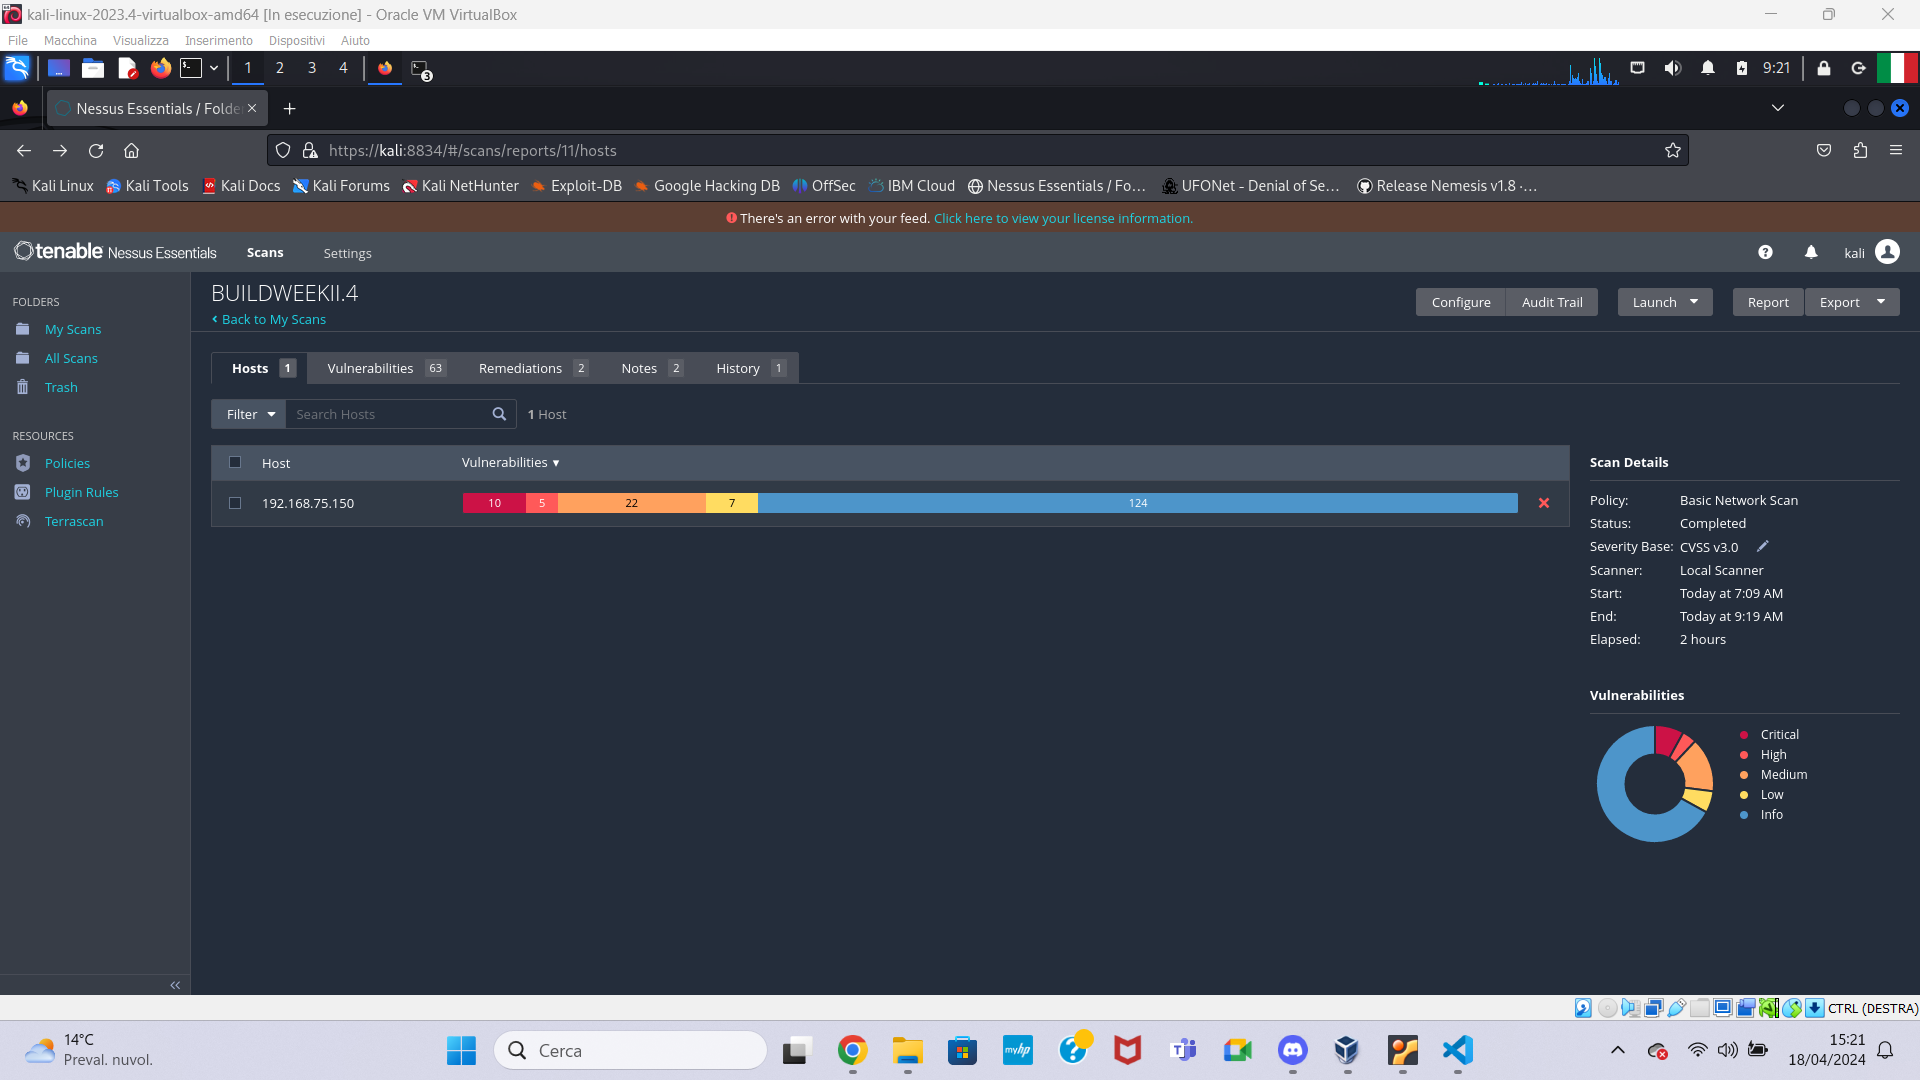 kali-linux-2023.4-virtualbox-amd64 [In esecuzione] - Oracle VM VirtualBox
File Macchina Visualizza Inserimento Dispositivi Aiuto
1 2 3 4 3 9:21
Nessus Essentials / Folde
https://kali:8834/#/scans/reports/11/hosts
Kali Linux Kali Tools Kali Docs Kali Forums Kali NetHunter Exploit-DB Google Hacking DB OffSec IBM Cloud Nessus Essentials / Fo... UFONet - Denial of Se... Release Nemesis v1.8 ·...
There's an error with your feed. Click here to view your license information.
tenable Nessus Essentials Scans Settings kali
BUILDWEEKII.4
Back to My Scans
Configure Audit Trail Launch Report Export
FOLDERS
My Scans
All Scans
Trash
RESOURCES
Policies
Plugin Rules
Terrascan
Hosts 1 Vulnerabilities 63 Remediations 2 Notes 2 History 1
Filter Search Hosts 1 Host
Host Vulnerabilities
192.168.75.150 10 5 22 7 124
Scan Details
Policy: Basic Network Scan
Status: Completed
Severity Base: CVSS v3.0
Scanner: Local Scanner
Start: Today at 7:09 AM
End: Today at 9:19 AM
Elapsed: 2 hours
Vulnerabilities
Critical
High
Medium
Low
Info
CTRL (DESTRA)
14°C
Preval. nuvol.
Cerca
myhp
15:21
18/04/2024